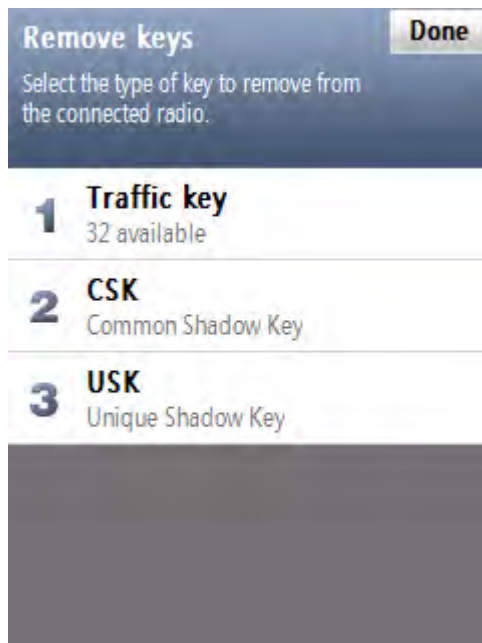 Remove keys
Done
Select the type of key to remove from
the connected radio.
1
Traffic key
32 available
2
CSK
Common Shadow Key
3
USK
Unique Shadow Key